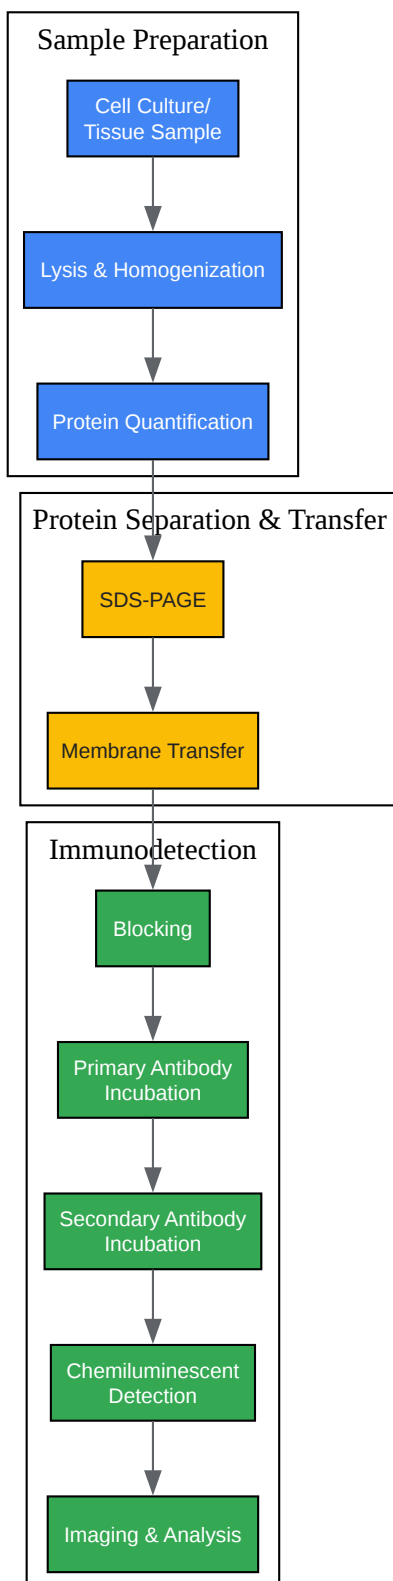 Sample Preparation
Cell Culture/
Tissue Sample
Lysis & Homogenization
Protein Quantification
Protein Separation & Transfer
SDS-PAGE
Membrane Transfer
Immunodetection
Blocking
Primary Antibody
Incubation
Secondary Antibody
Incubation
Chemiluminescent
Detection
Imaging & Analysis